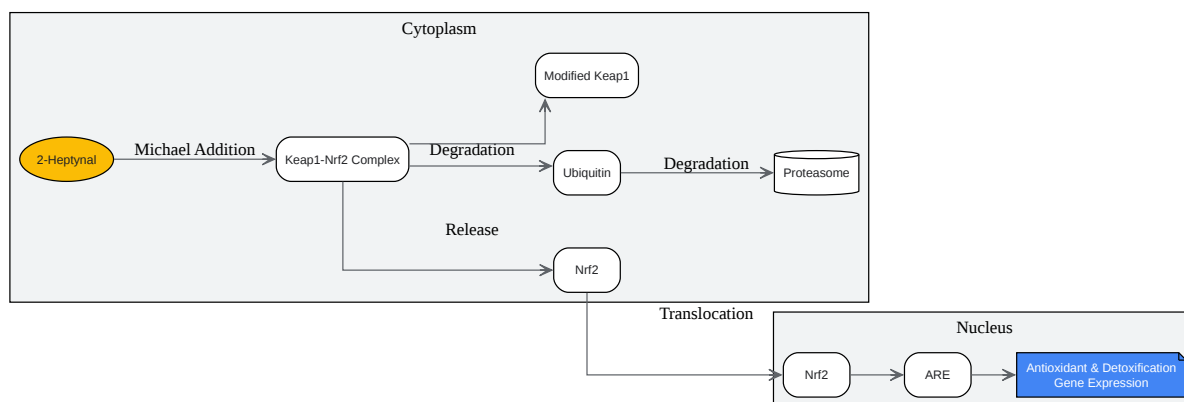 Cytoplasm
Modified Keap1
2-Heptynal
Michael Addition
Keap1-Nrf2 Complex
Degradation
Ubiquitin
Degradation
Proteasome
Release
Nrf2
Translocation
Nucleus
Nrf2
ARE
Antioxidant & Detoxification
Gene Expression